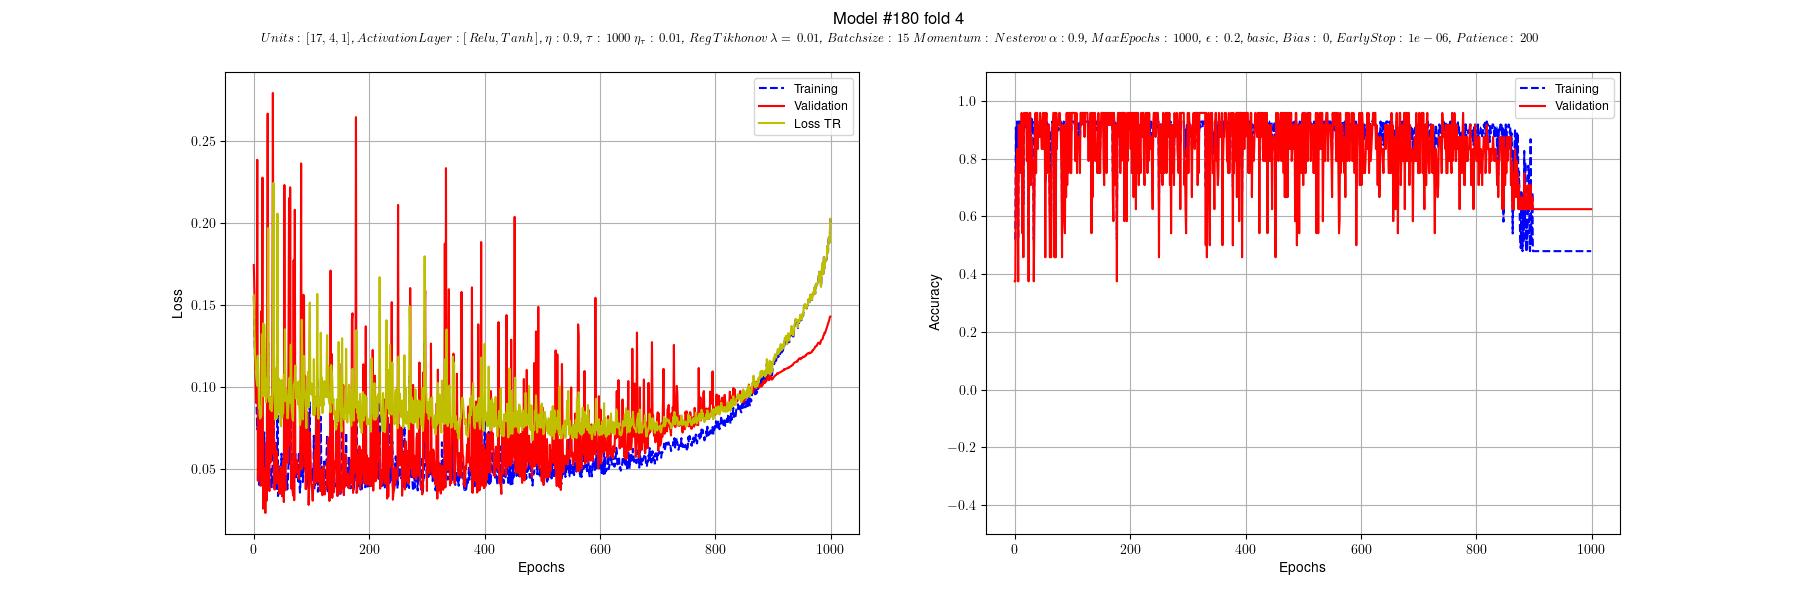 Model #180 fold 4
Units : [17, 4, 1], ActivationLayer : [ Relu, Tanh], η : 0.9, τ : 1000 η_τ : 0.01, Reg Tikhonov λ = 0.01, Batchsize : 15 Momentum : Nesterov α : 0.9, MaxEpochs : 1000, ϵ : 0.2, basic, Bias : 0, EarlyStop : 1e − 06, Patience : 200
Training
Validation
Loss TR
0.25
0.20
0.15
0.10
0.05
Loss
0 200 400 600 800 1000
Epochs
Training
Validation
1.0
0.8
0.6
0.4
0.2
0.0
−0.2
−0.4
Accuracy
0 200 400 600 800 1000
Epochs